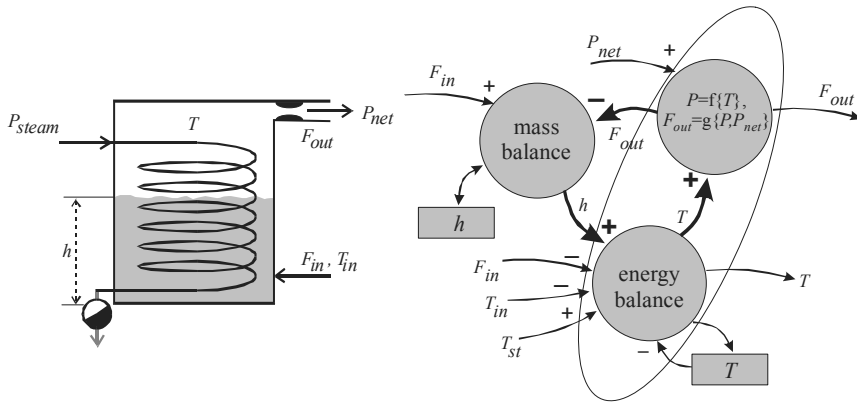 P_steam
T
P_net
F_out
h
F_in, T_in
F_in
+
mass
balance
h
P_net
+
P=f{T},
F_out=g{P,P_net}
F_out
−
F_out
+
h
+
T
F_in
−
T_in
−
T_st
+
energy
balance
T
−
T